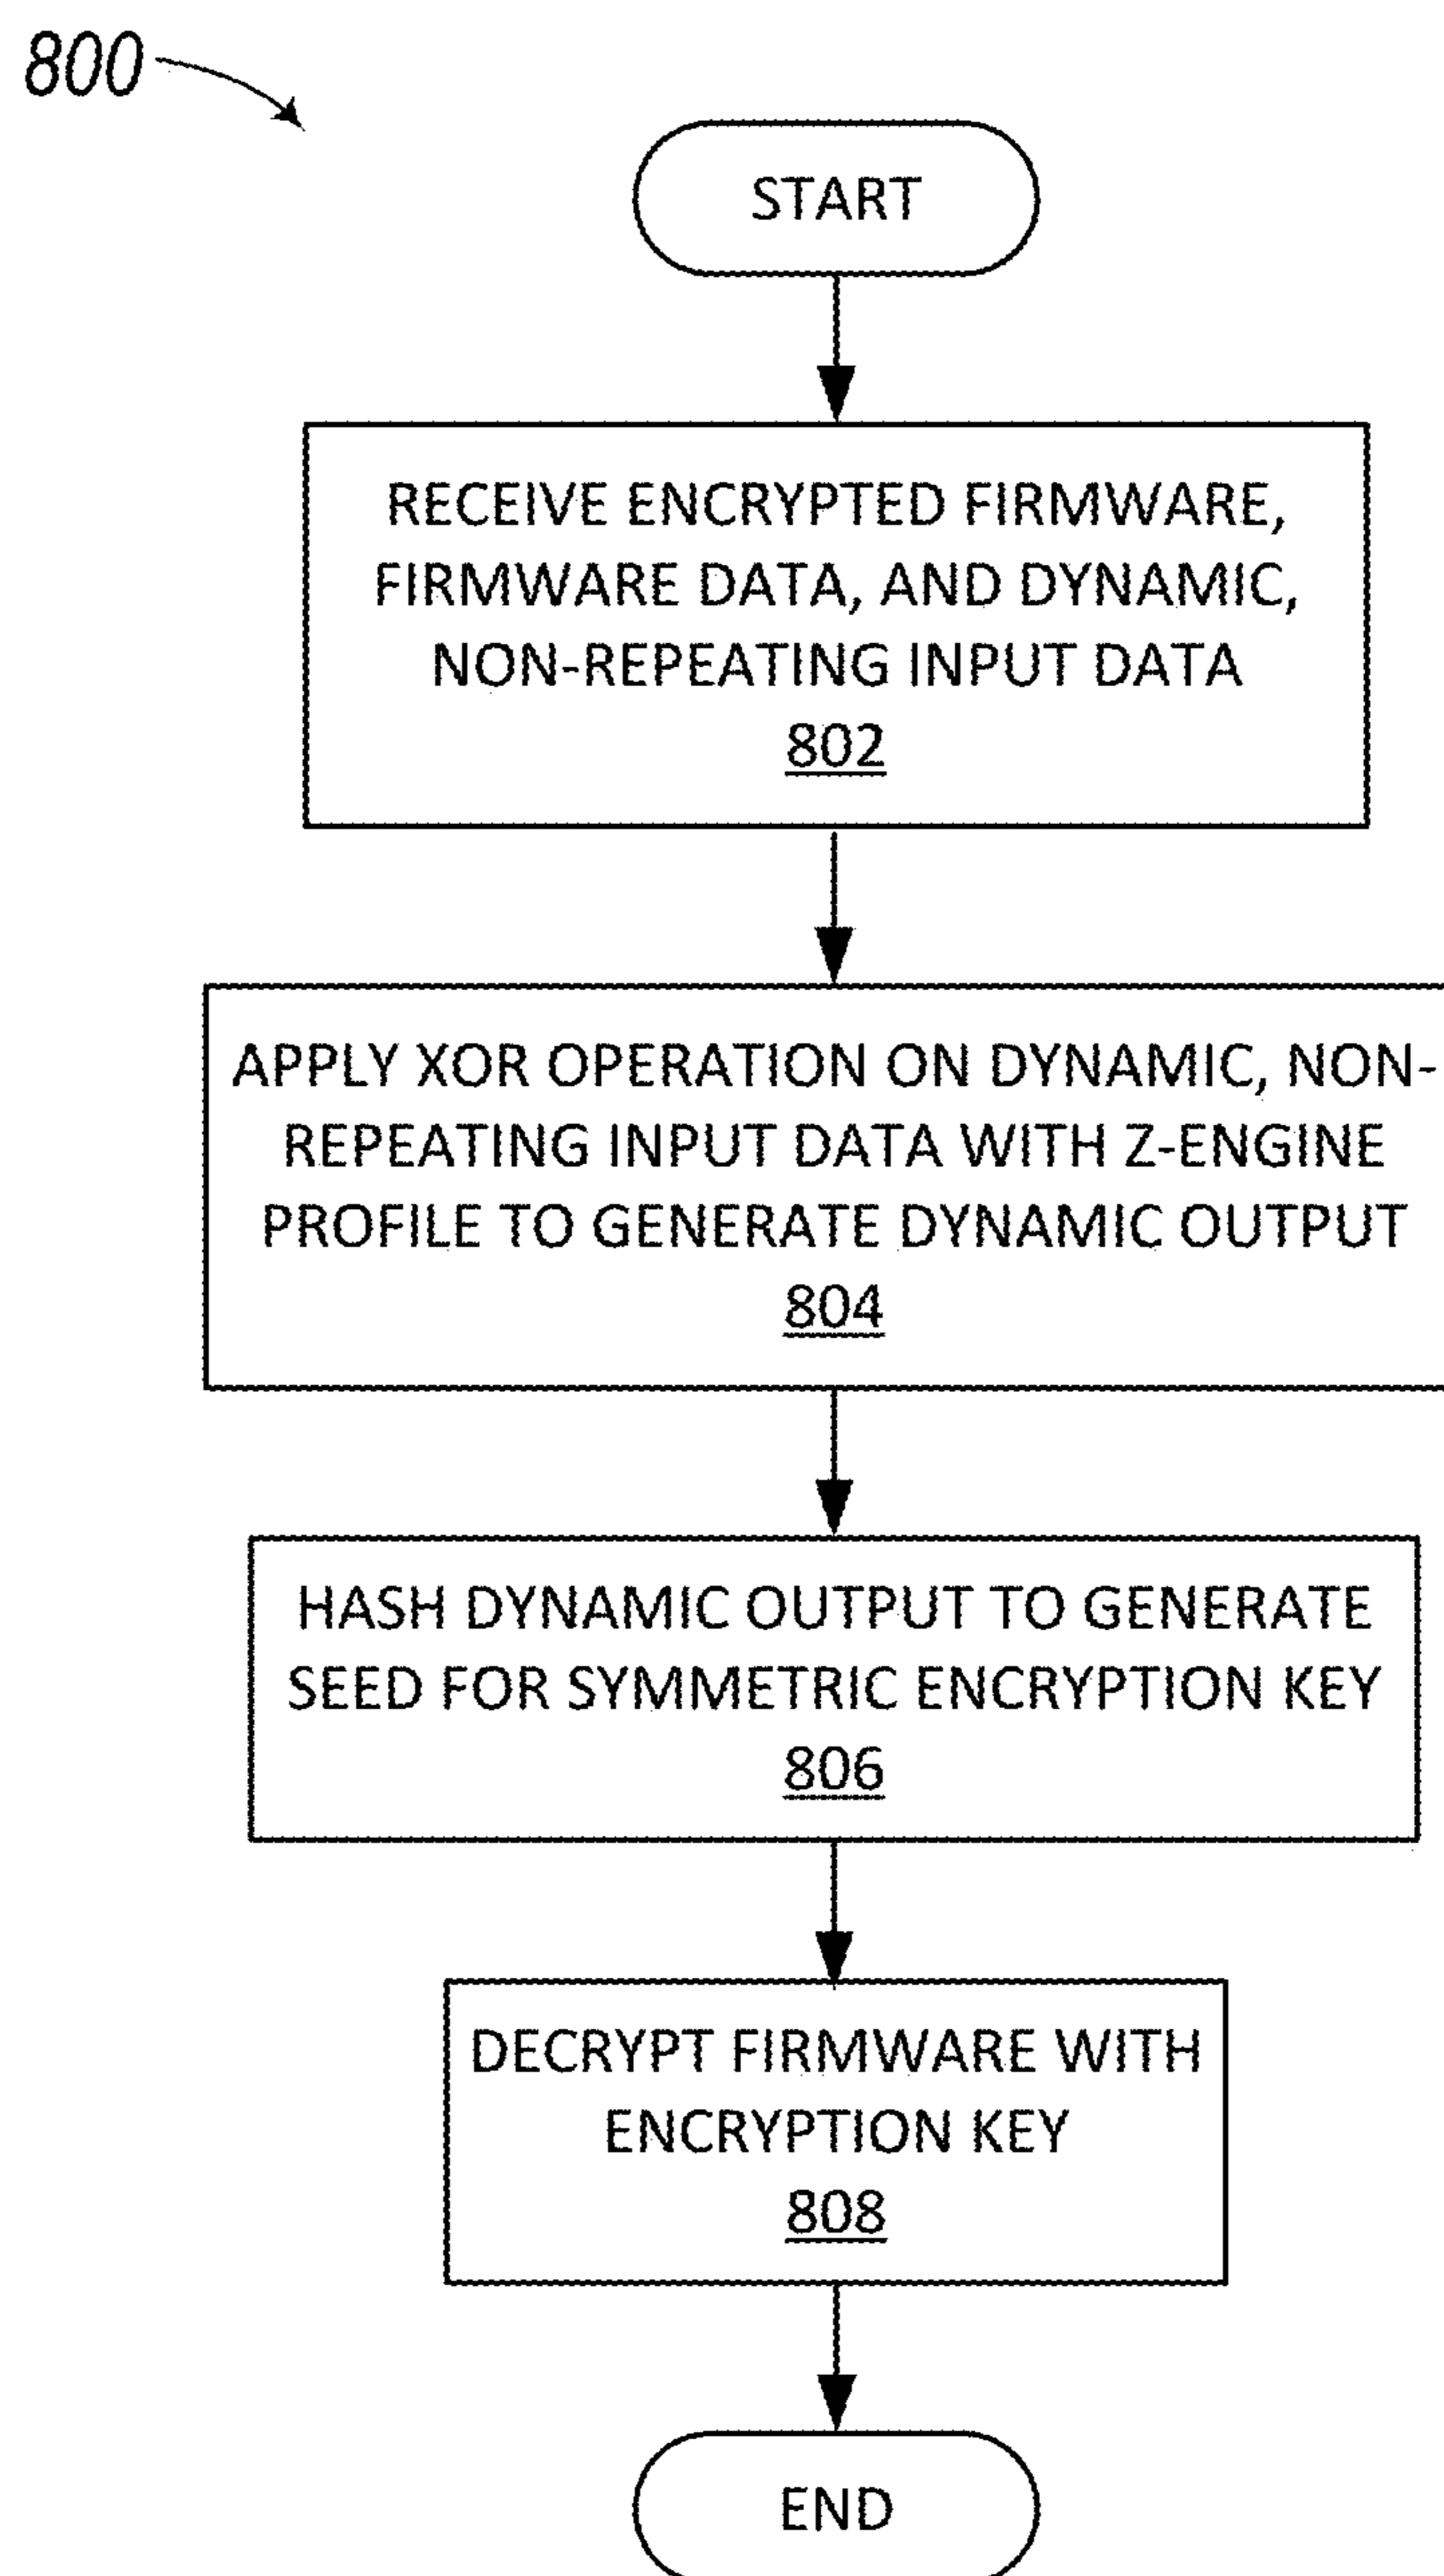 800
START
RECEIVE ENCRYPTED FIRMWARE,
FIRMWARE DATA, AND DYNAMIC,
NON-REPEATING INPUT DATA
802
APPLY XOR OPERATION ON DYNAMIC, NON-
REPEATING INPUT DATA WITH Z-ENGINE
PROFILE TO GENERATE DYNAMIC OUTPUT
804
HASH DYNAMIC OUTPUT TO GENERATE
SEED FOR SYMMETRIC ENCRYPTION KEY
806
DECRYPT FIRMWARE WITH
ENCRYPTION KEY
808
END